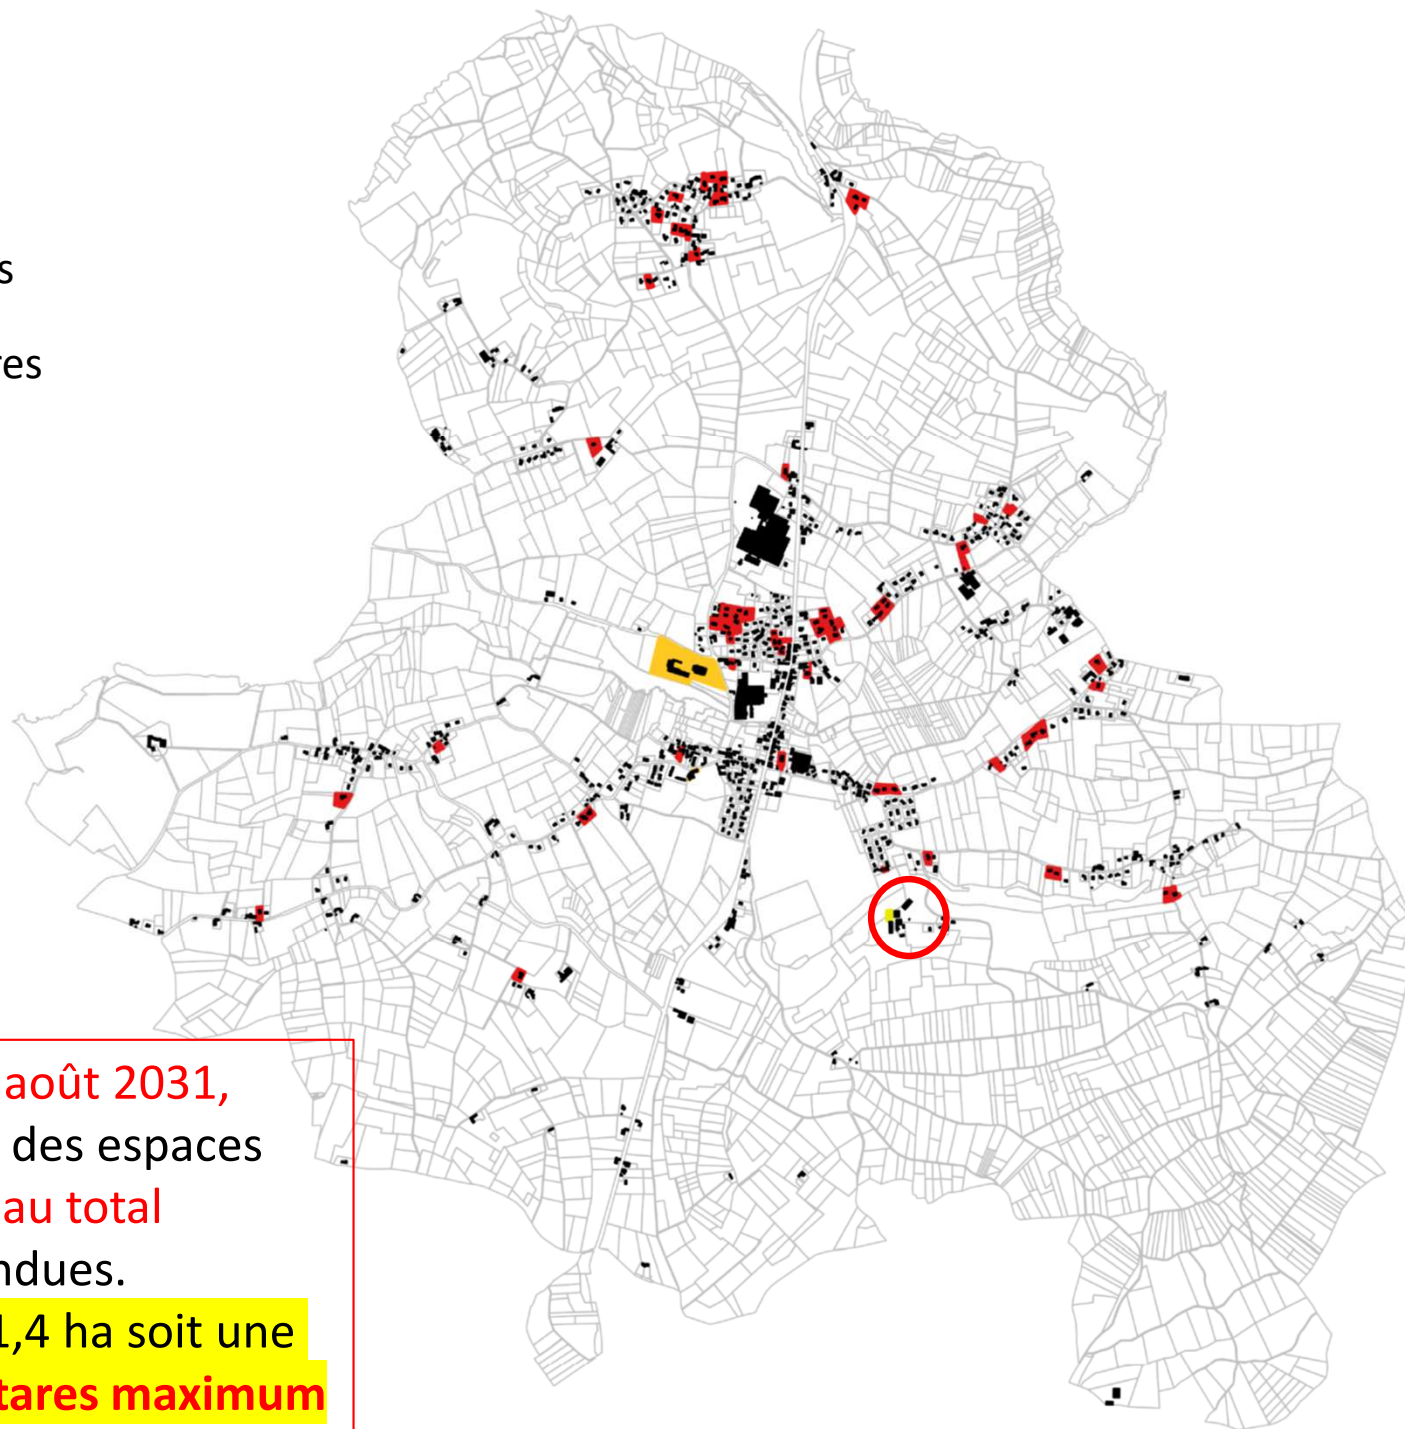 s
res
août 2031,
des espaces
au total
ndues.
1,4 ha soit une
tares maximum